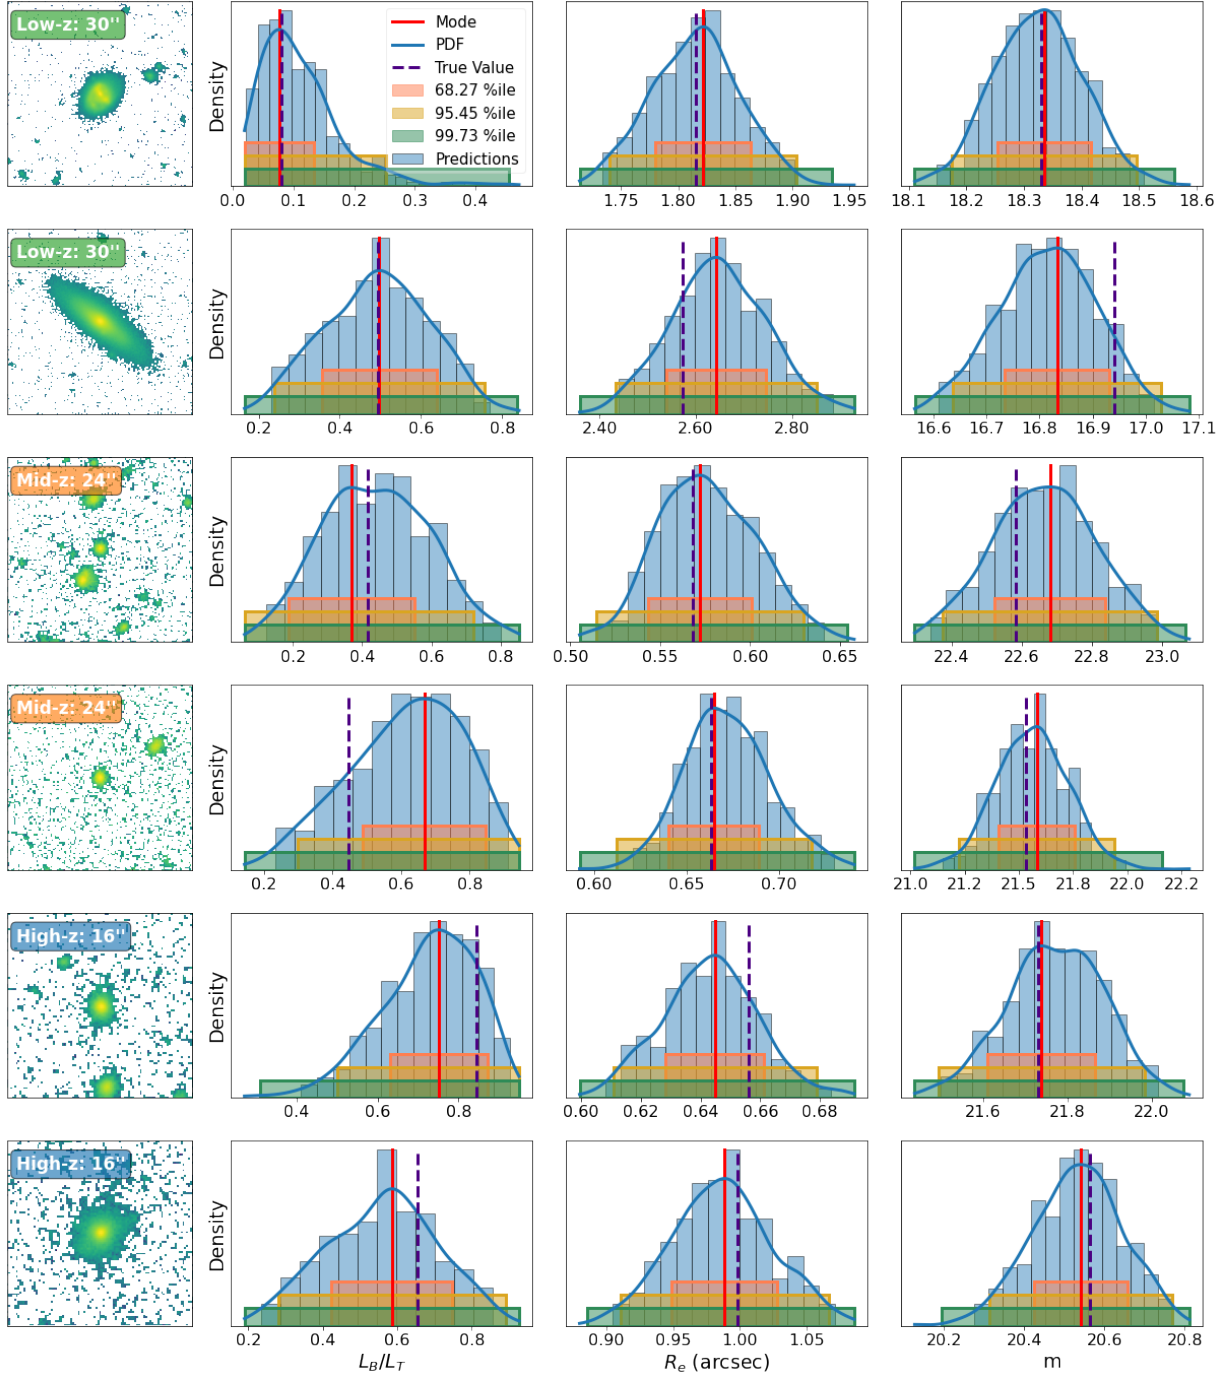 Low-z: 30''
Density
Mode
PDF
True Value
68.27 %ile
95.45 %ile
99.73 %ile
Predictions
0.0 0.1 0.2 0.3 0.4
1.75 1.80 1.85 1.90 1.95
18.1 18.2 18.3 18.4 18.5 18.6
Low-z: 30''
Density
0.2 0.4 0.6 0.8
2.40 2.60 2.80
16.6 16.7 16.8 16.9 17.0 17.1
Mid-z: 24''
Density
0.2 0.4 0.6 0.8
0.50 0.55 0.60 0.65
22.4 22.6 22.8 23.0
Mid-z: 24''
Density
0.2 0.4 0.6 0.8
0.60 0.65 0.70
21.0 21.2 21.5 21.8 22.0 22.2
High-z: 16''
Density
0.4 0.6 0.8
0.60 0.62 0.64 0.66 0.68
21.6 21.8 22.0
High-z: 16''
Density
0.2 0.4 0.6 0.8
0.90 0.95 1.00 1.05
20.2 20.4 20.6 20.8
L_B/L_T
R_e (arcsec)
m